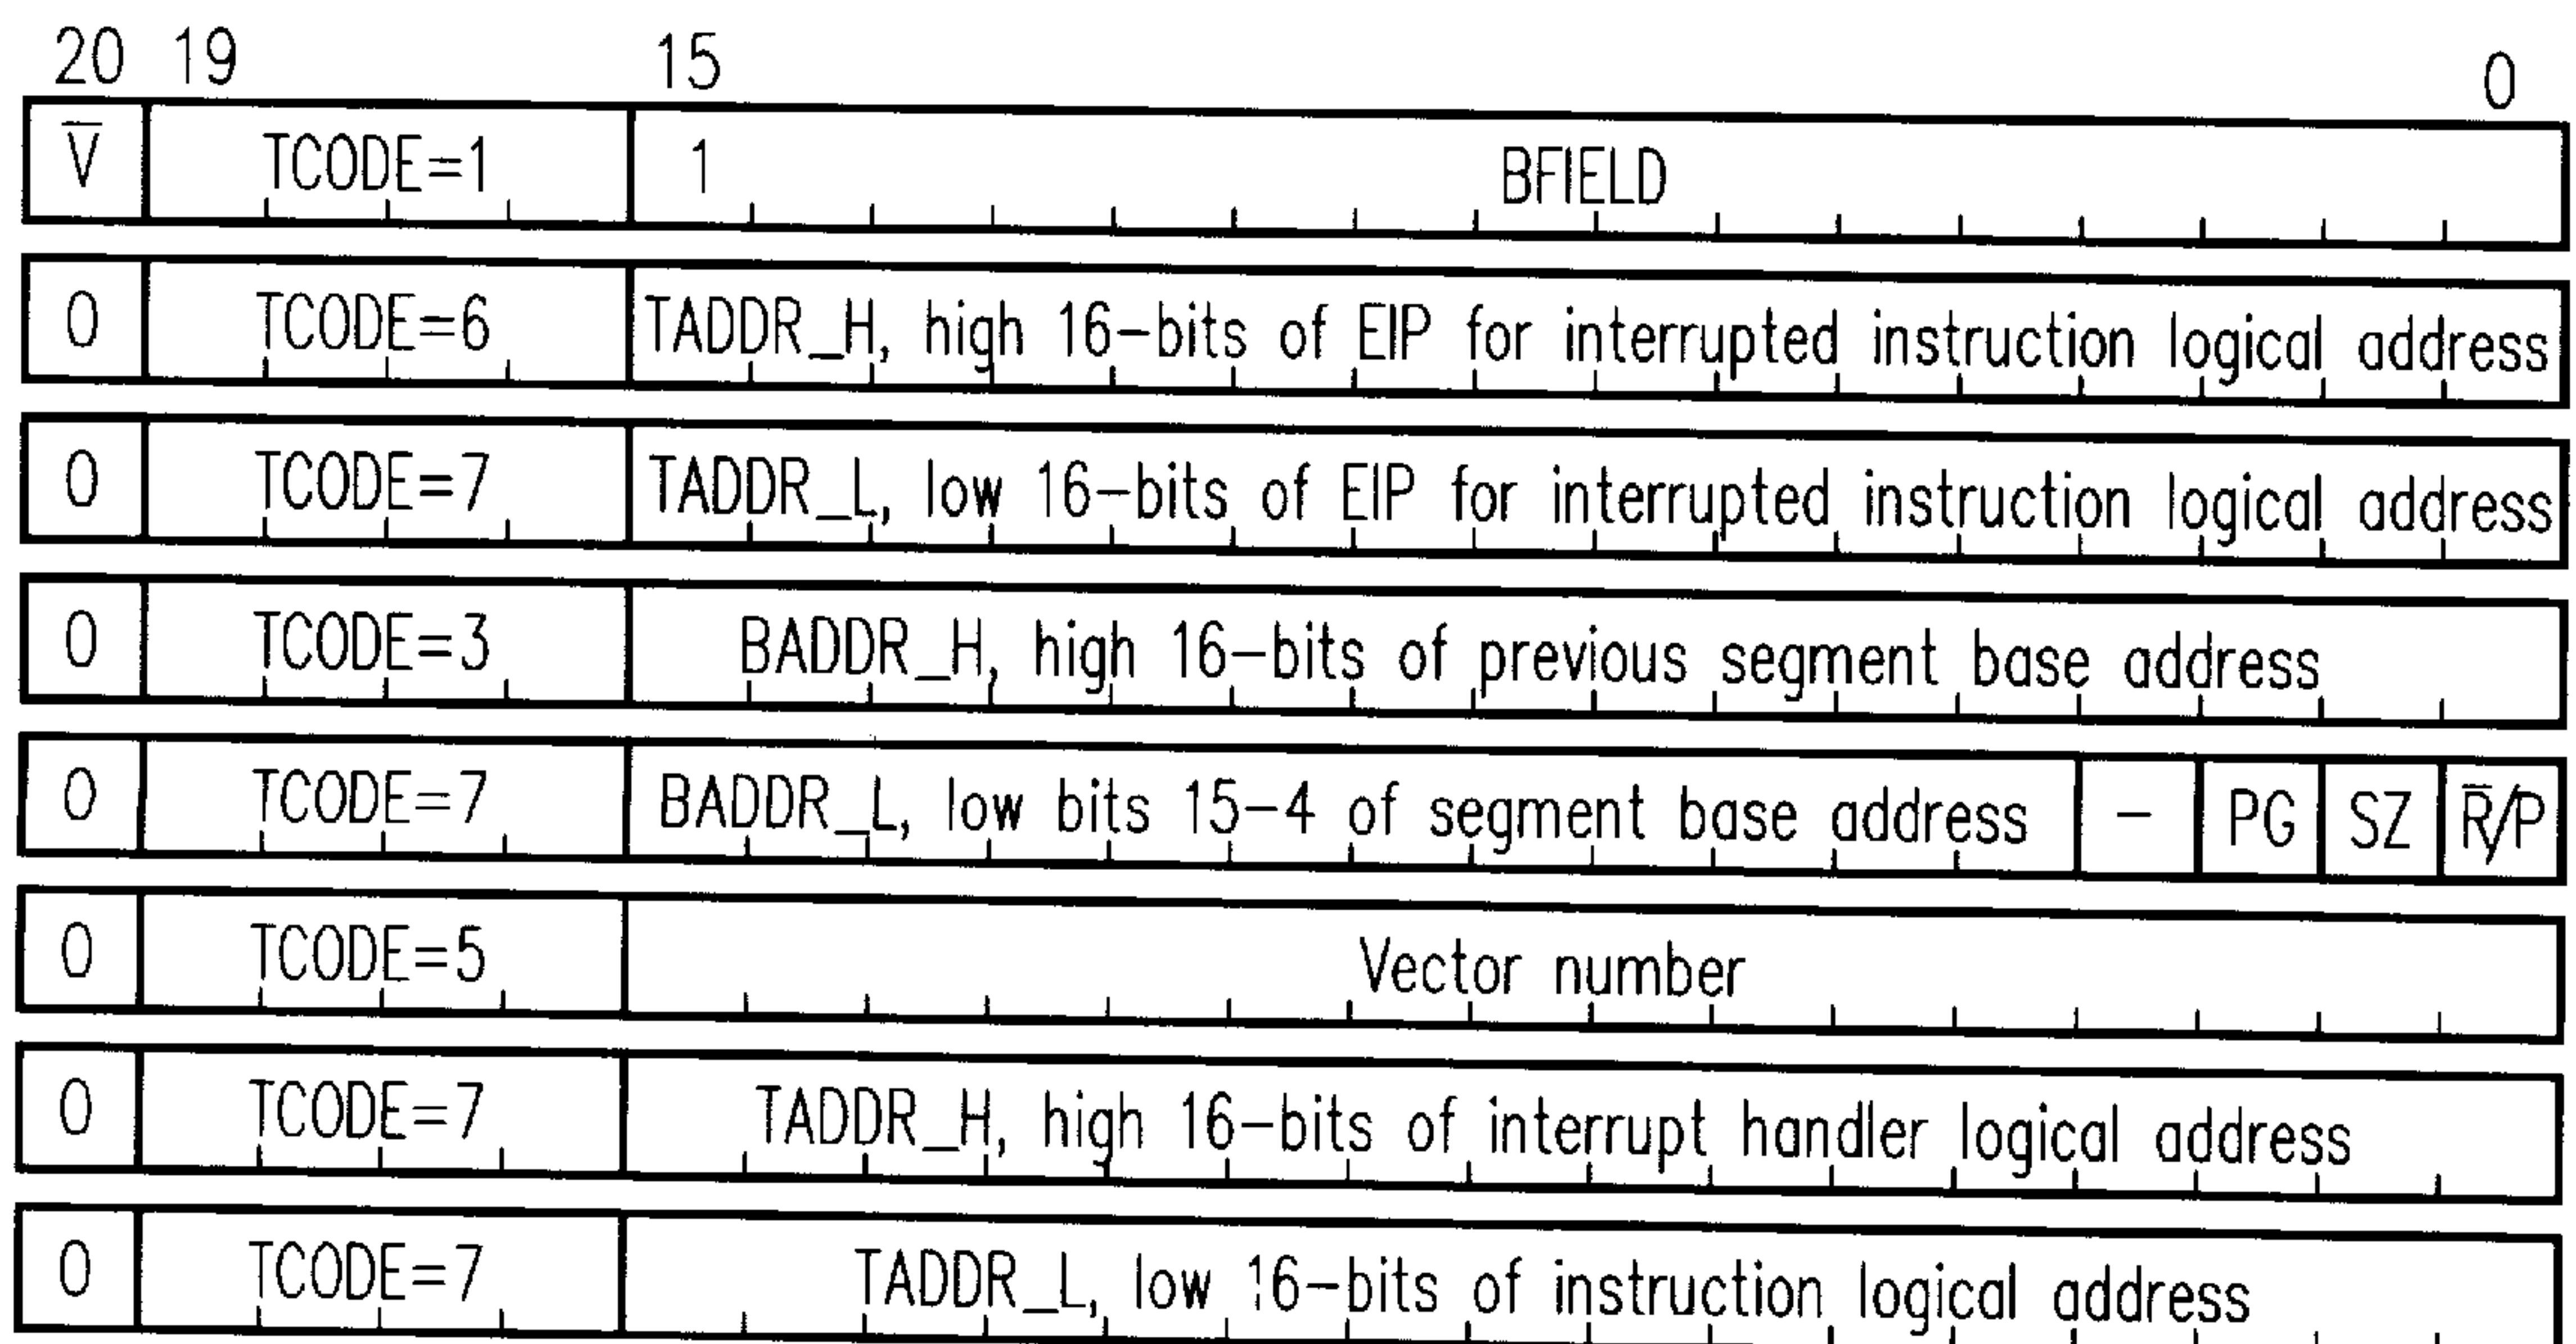 20 19 15 0
V̅ TCODE=1 1 BFIELD
0 TCODE=6 TADDR_H, high 16-bits of EIP for interrupted instruction logical address
0 TCODE=7 TADDR_L, low 16-bits of EIP for interrupted instruction logical address
0 TCODE=3 BADDR_H, high 16-bits of previous segment base address
0 TCODE=7 BADDR_L, low bits 15-4 of segment base address - PG SZ R̅/P
0 TCODE=5 Vector number
0 TCODE=7 TADDR_H, high 16-bits of interrupt handler logical address
0 TCODE=7 TADDR_L, low 16-bits of instruction logical address